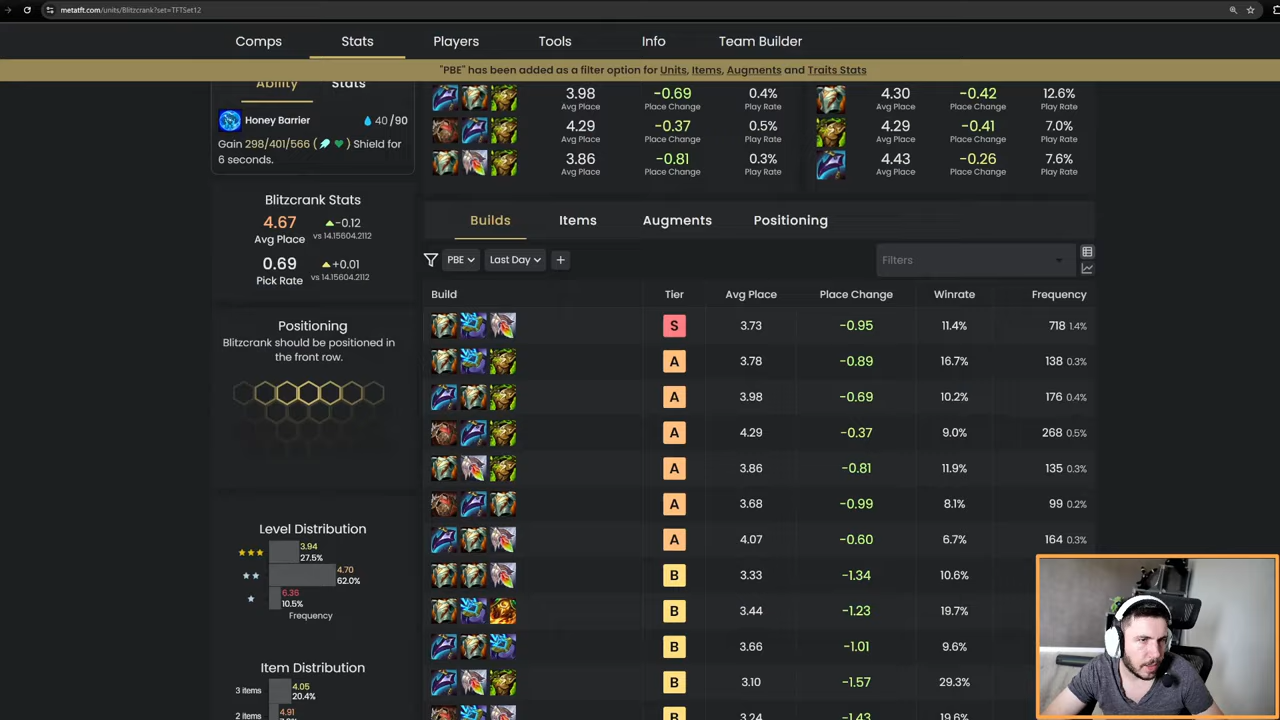 metatft.com/units/Blitzcrank?set=TFTSet12
Comps Stats Players Tools Info Team Builder
"PBE" has been added as a filter option for Units, Items, Augments and Traits Stats
Ability Stats
Honey Barrier 40/90
Gain 298/401/566 ( ) Shield for
6 seconds.
3.98 -0.69 0.4%
Avg Place Place Change Play Rate
4.29 -0.37 0.5%
Avg Place Place Change Play Rate
3.86 -0.81 0.3%
Avg Place Place Change Play Rate
4.30 -0.42 12.6%
Avg Place Place Change Play Rate
4.29 -0.41 7.0%
Avg Place Place Change Play Rate
4.43 -0.26 7.6%
Avg Place Place Change Play Rate
Blitzcrank Stats
4.67 -0.12
Avg Place vs 14.15604.2112
0.69 +0.01
Pick Rate vs 14.15604.2112
Positioning
Blitzcrank should be positioned in
the front row.
Level Distribution
3.94
27.5%
4.70
62.0%
6.36
10.5%
Frequency
Item Distribution
3 items 4.05
20.4%
2 items 4.91
Builds Items Augments Positioning
PBE Last Day + Filters
Build Tier Avg Place Place Change Winrate Frequency
S 3.73 -0.95 11.4% 718 1.4%
A 3.78 -0.89 16.7% 138 0.3%
A 3.98 -0.69 10.2% 176 0.4%
A 4.29 -0.37 9.0% 268 0.5%
A 3.86 -0.81 11.9% 135 0.3%
A 3.68 -0.99 8.1% 99 0.2%
A 4.07 -0.60 6.7% 164 0.3%
B 3.33 -1.34 10.6%
B 3.44 -1.23 19.7%
B 3.66 -1.01 9.6%
B 3.10 -1.57 29.3%
B 3.24 -1.43 19.6%